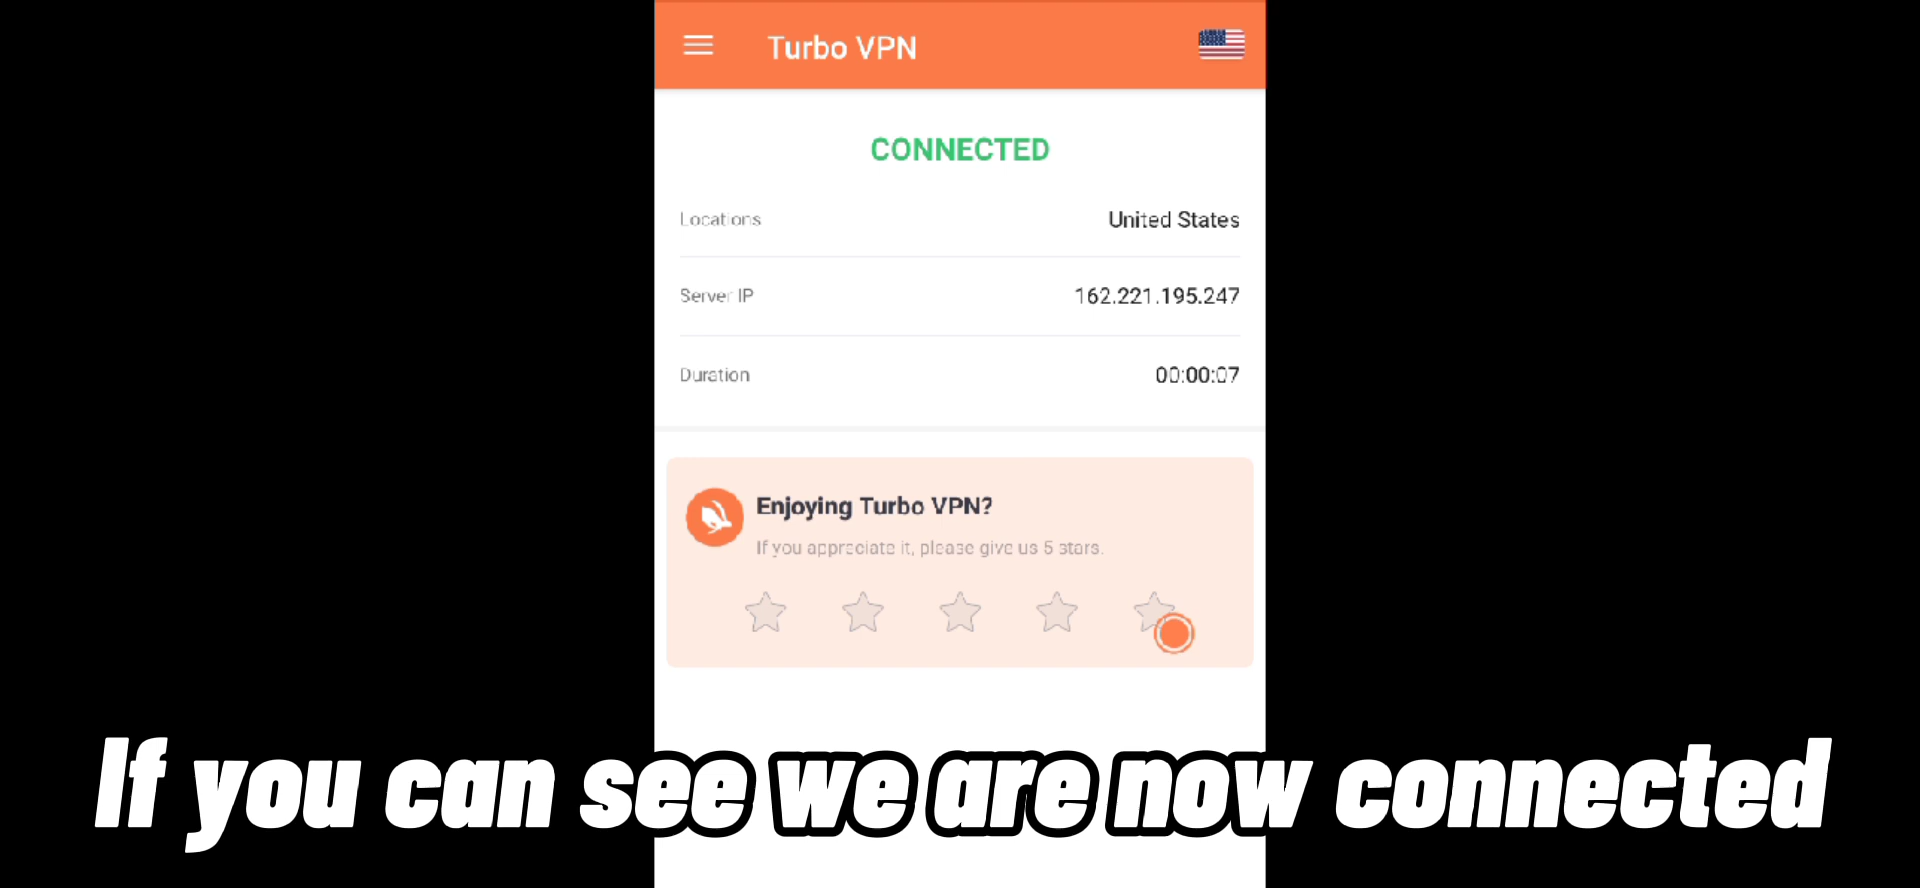 Turbo VPN
CONNECTED
Locations United States
Server IP 162.221.195.247
Duration 00:00:07
Enjoying Turbo VPN?
If you appreciate it, please give us 5 stars.
If you can see we are now connected